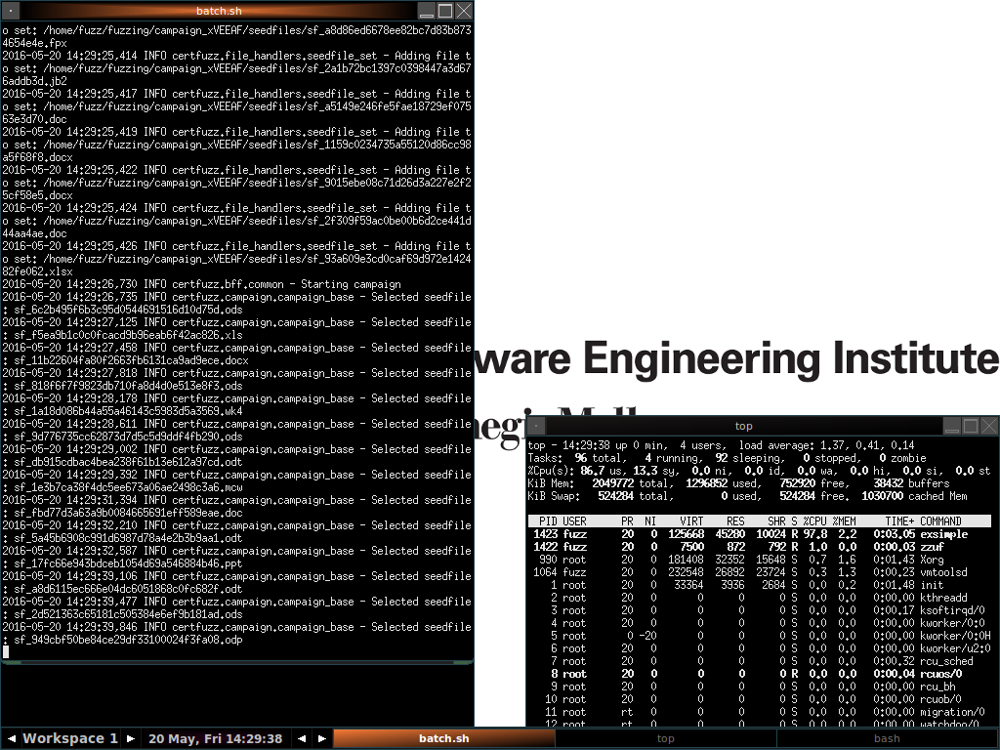 batch.sh
o set: /home/fuzz/fuzzing/campaign_xVEEAF/seedfiles/sf_a8d86ed6678ee82bc7d83b873
4654e4e.fpx
2016-05-20 14:29:25,414 INFO certfuzz.file_handlers.seedfile_set - Adding file t
o set: /home/fuzz/fuzzing/campaign_xVEEAF/seedfiles/sf_2a1b72bc1397c0398447a3d67
6addb3d.jb2
2016-05-20 14:29:25,417 INFO certfuzz.file_handlers.seedfile_set - Adding file t
o set: /home/fuzz/fuzzing/campaign_xVEEAF/seedfiles/sf_a5149e246fe5fae18729ef075
63e3d70.doc
2016-05-20 14:29:25,419 INFO certfuzz.file_handlers.seedfile_set - Adding file t
o set: /home/fuzz/fuzzing/campaign_xVEEAF/seedfiles/sf_1159c0234735a55120d86cc98
a5f68f8.docx
2016-05-20 14:29:25,422 INFO certfuzz.file_handlers.seedfile_set - Adding file t
o set: /home/fuzz/fuzzing/campaign_xVEEAF/seedfiles/sf_9015ebe08c71d26d3a227e2f2
5cf58e5.docx
2016-05-20 14:29:25,424 INFO certfuzz.file_handlers.seedfile_set - Adding file t
o set: /home/fuzz/fuzzing/campaign_xVEEAF/seedfiles/sf_2f309f59ac0be00b6d2ce441d
44aa4ae.doc
2016-05-20 14:29:25,426 INFO certfuzz.file_handlers.seedfile_set - Adding file t
o set: /home/fuzz/fuzzing/campaign_xVEEAF/seedfiles/sf_93a609e3cd0caf69d972e1424
82fe062.xlsx
2016-05-20 14:29:26,730 INFO certfuzz.bff.common - Starting campaign
2016-05-20 14:29:26,735 INFO certfuzz.campaign.campaign_base - Selected seedfile
: sf_6c2b495f6b3c95d0544691516d10d75d.ods
2016-05-20 14:29:27,125 INFO certfuzz.campaign.campaign_base - Selected seedfile
: sf_f5ea9b1c0c0fcacd9b96eab6f42ac826.xls
2016-05-20 14:29:27,458 INFO certfuzz.campaign.campaign_base - Selected seedfile
: sf_11b22604fa80f2663fb6131ca9ad9ece.docx
2016-05-20 14:29:27,818 INFO certfuzz.campaign.campaign_base - Selected seedfile
: sf_818f6f7f9823db710fa8d4d0e513e8f3.ods
2016-05-20 14:29:28,178 INFO certfuzz.campaign.campaign_base - Selected seedfile
: sf_1a18d086b44a55a46143c5983d5a3569.wk4
2016-05-20 14:29:28,611 INFO certfuzz.campaign.campaign_base - Selected seedfile
: sf_9d776735cc62873d7d5c5d9ddf4fb290.ods
2016-05-20 14:29:29,002 INFO certfuzz.campaign.campaign_base - Selected seedfile
: sf_db915cdbac4bea238f61b13e612a97cd.odt
2016-05-20 14:29:29,392 INFO certfuzz.campaign.campaign_base - Selected seedfile
: sf_1e3b7ca38f4dc5ee673a06ae2498c3a6.mcw
2016-05-20 14:29:31,394 INFO certfuzz.campaign.campaign_base - Selected seedfile
: sf_fbd77d3a63a9b0084665691eff589eae.doc
2016-05-20 14:29:32,210 INFO certfuzz.campaign.campaign_base - Selected seedfile
: sf_5a45b6908c991d6987d78a4e2b3b9aa1.odt
2016-05-20 14:29:32,587 INFO certfuzz.campaign.campaign_base - Selected seedfile
: sf_17fc66e943bdceb1054d69a546884b46.ppt
2016-05-20 14:29:39,106 INFO certfuzz.campaign.campaign_base - Selected seedfile
: sf_a8d6115ec666e04dc6051868c0fc682f.odt
2016-05-20 14:29:39,477 INFO certfuzz.campaign.campaign_base - Selected seedfile
: sf_2d521363c65181c505384e6ef9b181ad.ods
2016-05-20 14:29:39,846 INFO certfuzz.campaign.campaign_base - Selected seedfile
: sf_949cbf50be84ce29df33100024f3fa08.odp
ware Engineering Institute
top
top - 14:29:38 up 0 min, 4 users, load average: 1.37, 0.41, 0.14
Tasks: 96 total, 4 running, 92 sleeping, 0 stopped, 0 zombie
%Cpu(s): 86.7 us, 13.3 sy, 0.0 ni, 0.0 id, 0.0 wa, 0.0 hi, 0.0 si, 0.0 st
KiB Mem: 2049772 total, 1296852 used, 752920 free, 38432 buffers
KiB Swap: 524284 total, 0 used, 524284 free. 1030700 cached Mem
PID USER PR NI VIRT RES SHR S %CPU %MEM TIME+ COMMAND
1423 fuzz 20 0 125668 45280 10024 R 97.8 2.2 0:03.05 exsimple
1422 fuzz 20 0 7500 872 792 R 1.0 0.0 0:00.03 zzuf
990 root 20 0 181408 32352 15648 S 0.7 1.6 0:01.43 Xorg
1064 fuzz 20 0 232548 26892 23724 S 0.3 1.3 0:00.23 vmtoolsd
1 root 20 0 33364 3936 2684 S 0.0 0.2 0:01.48 init
2 root 20 0 0 0 0 S 0.0 0.0 0:00.00 kthreadd
3 root 20 0 0 0 0 S 0.0 0.0 0:00.17 ksoftirqd/0
4 root 20 0 0 0 0 S 0.0 0.0 0:00.00 kworker/0:0
5 root 0 -20 0 0 0 S 0.0 0.0 0:00.00 kworker/0:0H
6 root 20 0 0 0 0 S 0.0 0.0 0:00.00 kworker/u2:0
7 root 20 0 0 0 0 S 0.0 0.0 0:00.32 rcu_sched
8 root 20 0 0 0 0 R 0.0 0.0 0:00.04 rcuos/0
9 root 20 0 0 0 0 S 0.0 0.0 0:00.00 rcu_bh
10 root 20 0 0 0 0 S 0.0 0.0 0:00.00 rcuob/0
11 root rt 0 0 0 0 S 0.0 0.0 0:00.00 migration/0
12 root rt 0 0 0 0 S 0.0 0.0 0:00.00 watchdog/0
Workspace 1 20 May, Fri 14:29:38 batch.sh top bash